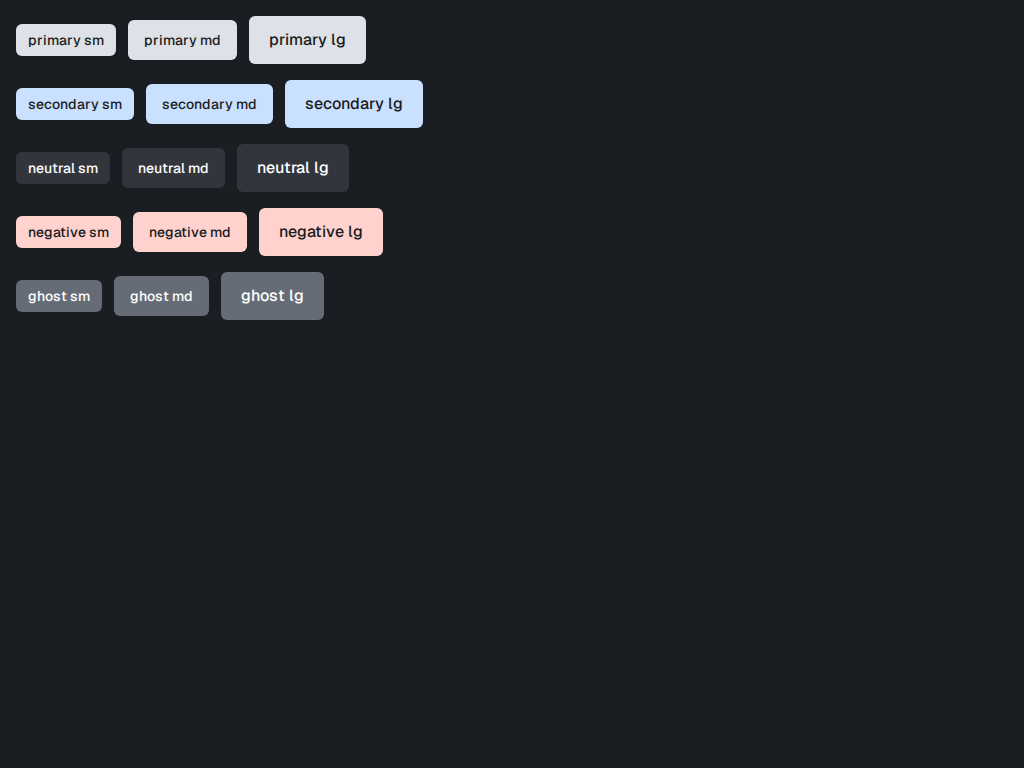 primary sm primary md primary lg
secondary sm secondary md secondary lg
neutral sm neutral md neutral lg
negative sm negative md negative lg
ghost sm ghost md ghost lg